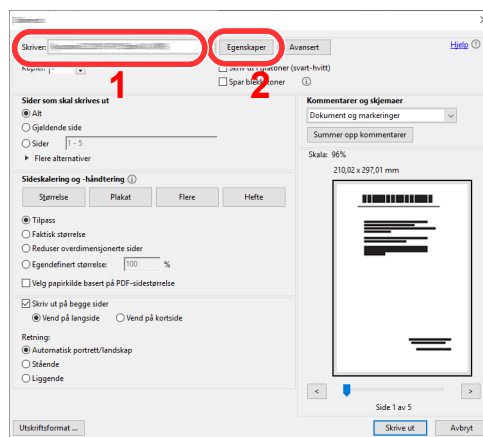 Skriver:
Egenskaper
Avansert
Hjelp
Kopier:
1
2
Skriv ut i gråtoner (svart-hvitt)
Spar blekk/toner
Sider som skal skrives ut
Alt
Gjeldende side
Sider 1 - 5
Flere alternativer
Kommentarer og skjemaer
Dokument og markeringer
Summer opp kommentarer
Skala: 96%
210,02 x 297,01 mm
Sideskalering og -håndtering
Størrelse Plakat Flere Hefte
Tilpass
Faktisk størrelse
Reduser overdimensjonerte sider
Egendefinert størrelse: 100 %
Velg papirkilde basert på PDF-sidestørrelse
Skriv ut på begge sider
Vend på langside Vend på kortside
Retning:
Automatisk portrett/landskap
Stående
Liggende
< >
Side 1 av 5
Utskriftsformat ...
Skrive ut
Avbryt